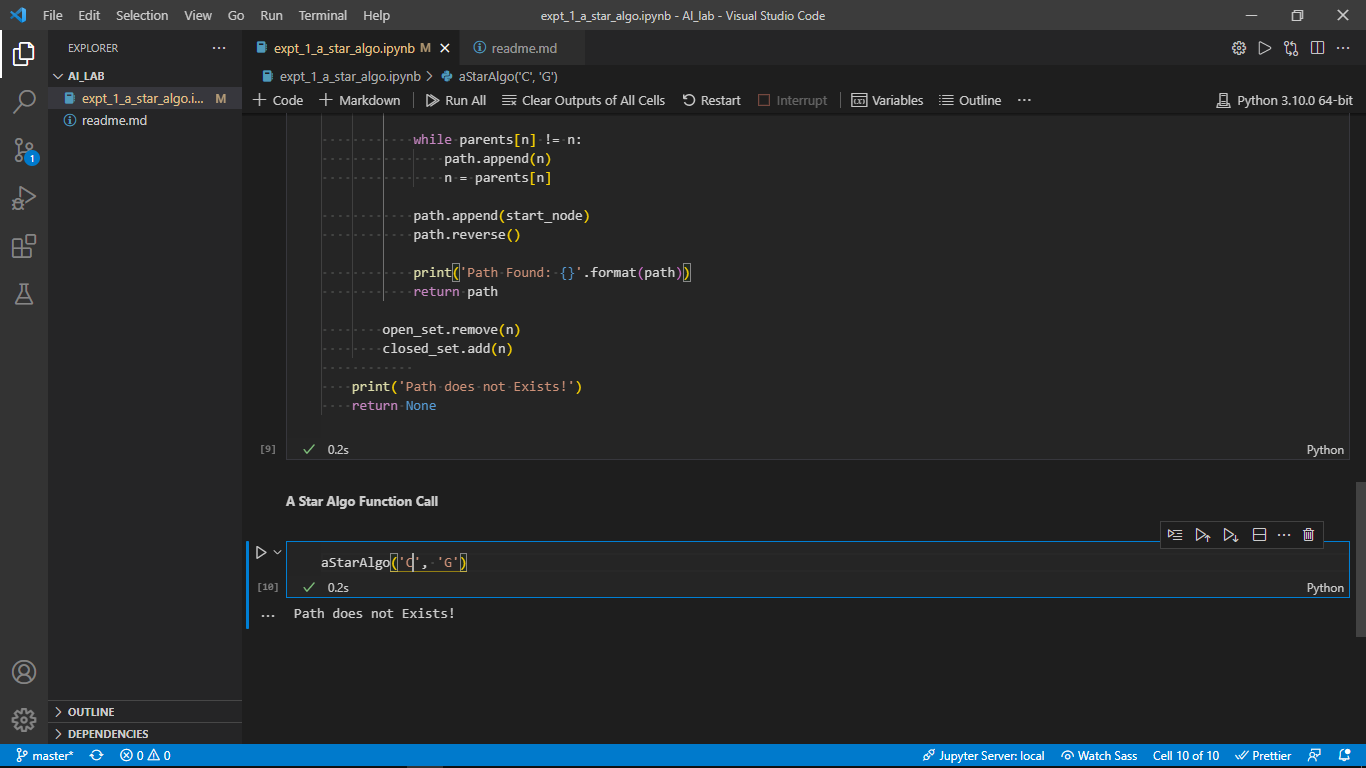 File Edit Selection View Go Run Terminal Help
expt_1_a_star_algo.ipynb - AI_lab - Visual Studio Code
EXPLORER
AI_LAB
expt_1_a_star_algo.i... M
readme.md
OUTLINE
DEPENDENCIES
expt_1_a_star_algo.ipynb M
readme.md
expt_1_a_star_algo.ipynb > aStarAlgo('C', 'G')
+ Code + Markdown Run All Clear Outputs of All Cells Restart Interrupt Variables Outline ... Python 3.10.0 64-bit
while parents[n] != n:
path.append(n)
n = parents[n]
path.append(start_node)
path.reverse()
print('Path Found: {}'.format(path))
return path
open_set.remove(n)
closed_set.add(n)
print('Path does not Exists!')
return None
[9] 0.2s Python
A Star Algo Function Call
aStarAlgo('C', 'G')
[10] 0.2s Python
Path does not Exists!
1
master* 0 0 Jupyter Server: local Watch Sass Cell 10 of 10 Prettier